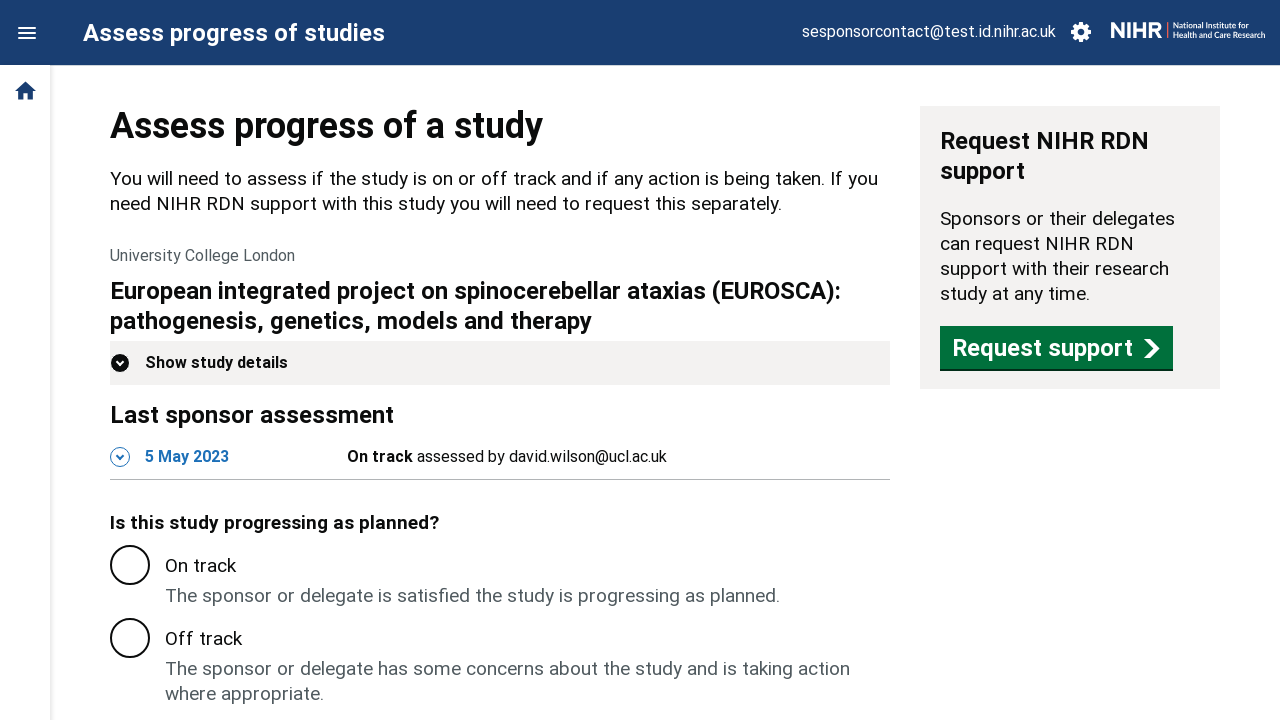 Assess progress of studies
sesponsorcontact@test.id.nihr.ac.uk
NIHR | National Institute for
Health and Care Research
Assess progress of a study
You will need to assess if the study is on or off track and if any action is being taken. If you
need NIHR RDN support with this study you will need to request this separately.
University College London
European integrated project on spinocerebellar ataxias (EUROSCA):
pathogenesis, genetics, models and therapy
Show study details
Last sponsor assessment
5 May 2023
On track assessed by david.wilson@ucl.ac.uk
Is this study progressing as planned?
On track
The sponsor or delegate is satisfied the study is progressing as planned.
Off track
The sponsor or delegate has some concerns about the study and is taking action
where appropriate.
Request NIHR RDN
support
Sponsors or their delegates
can request NIHR RDN
support with their research
study at any time.
Request support